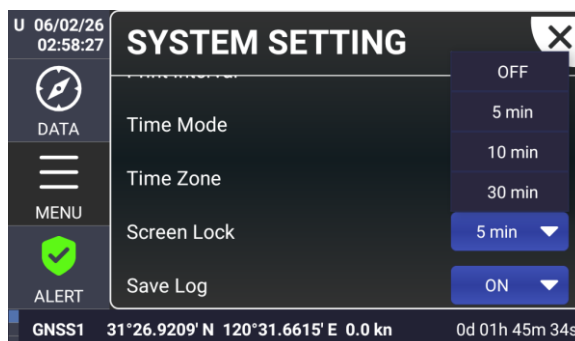 U 06/02/26
02:58:27
SYSTEM SETTING
DATA
MENU
ALERT
OFF
5 min
10 min
30 min
Time Mode
Time Zone
Screen Lock
5 min
Save Log
ON
GNSS1 31°26.9209' N 120°31.6615' E 0.0 kn 0d 01h 45m 34s